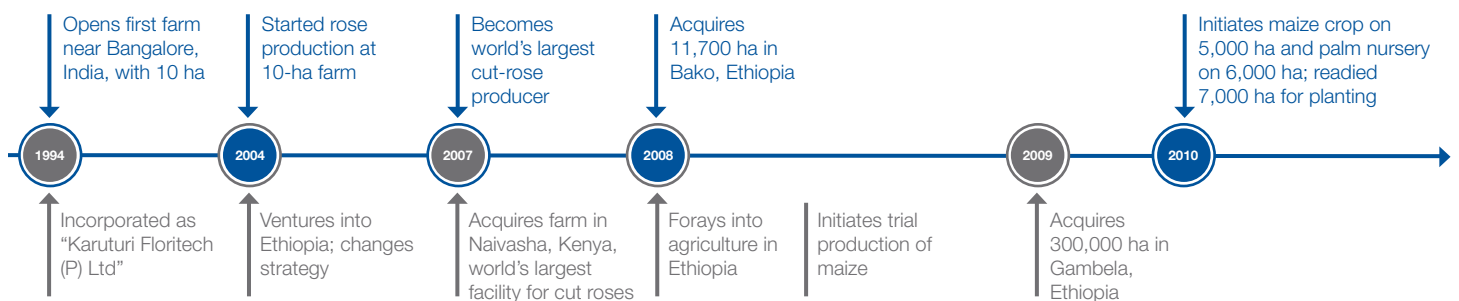 Opens first farm
near Bangalore,
India, with 10 ha
Started rose
production at
10-ha farm
Becomes
world’s largest
cut-rose
producer
Acquires
11,700 ha in
Bako, Ethiopia
Initiates maize crop on
5,000 ha and palm nursery
on 6,000 ha; readied
7,000 ha for planting
1994
2004
2007
2008
2009
2010
Incorporated as
“Karuturi Floritech
(P) Ltd”
Ventures into
Ethiopia; changes
strategy
Acquires farm in
Naivasha, Kenya,
world’s largest
facility for cut roses
Forays into
agriculture in
Ethiopia
Initiates trial
production of
maize
Acquires
300,000 ha in
Gambela,
Ethiopia